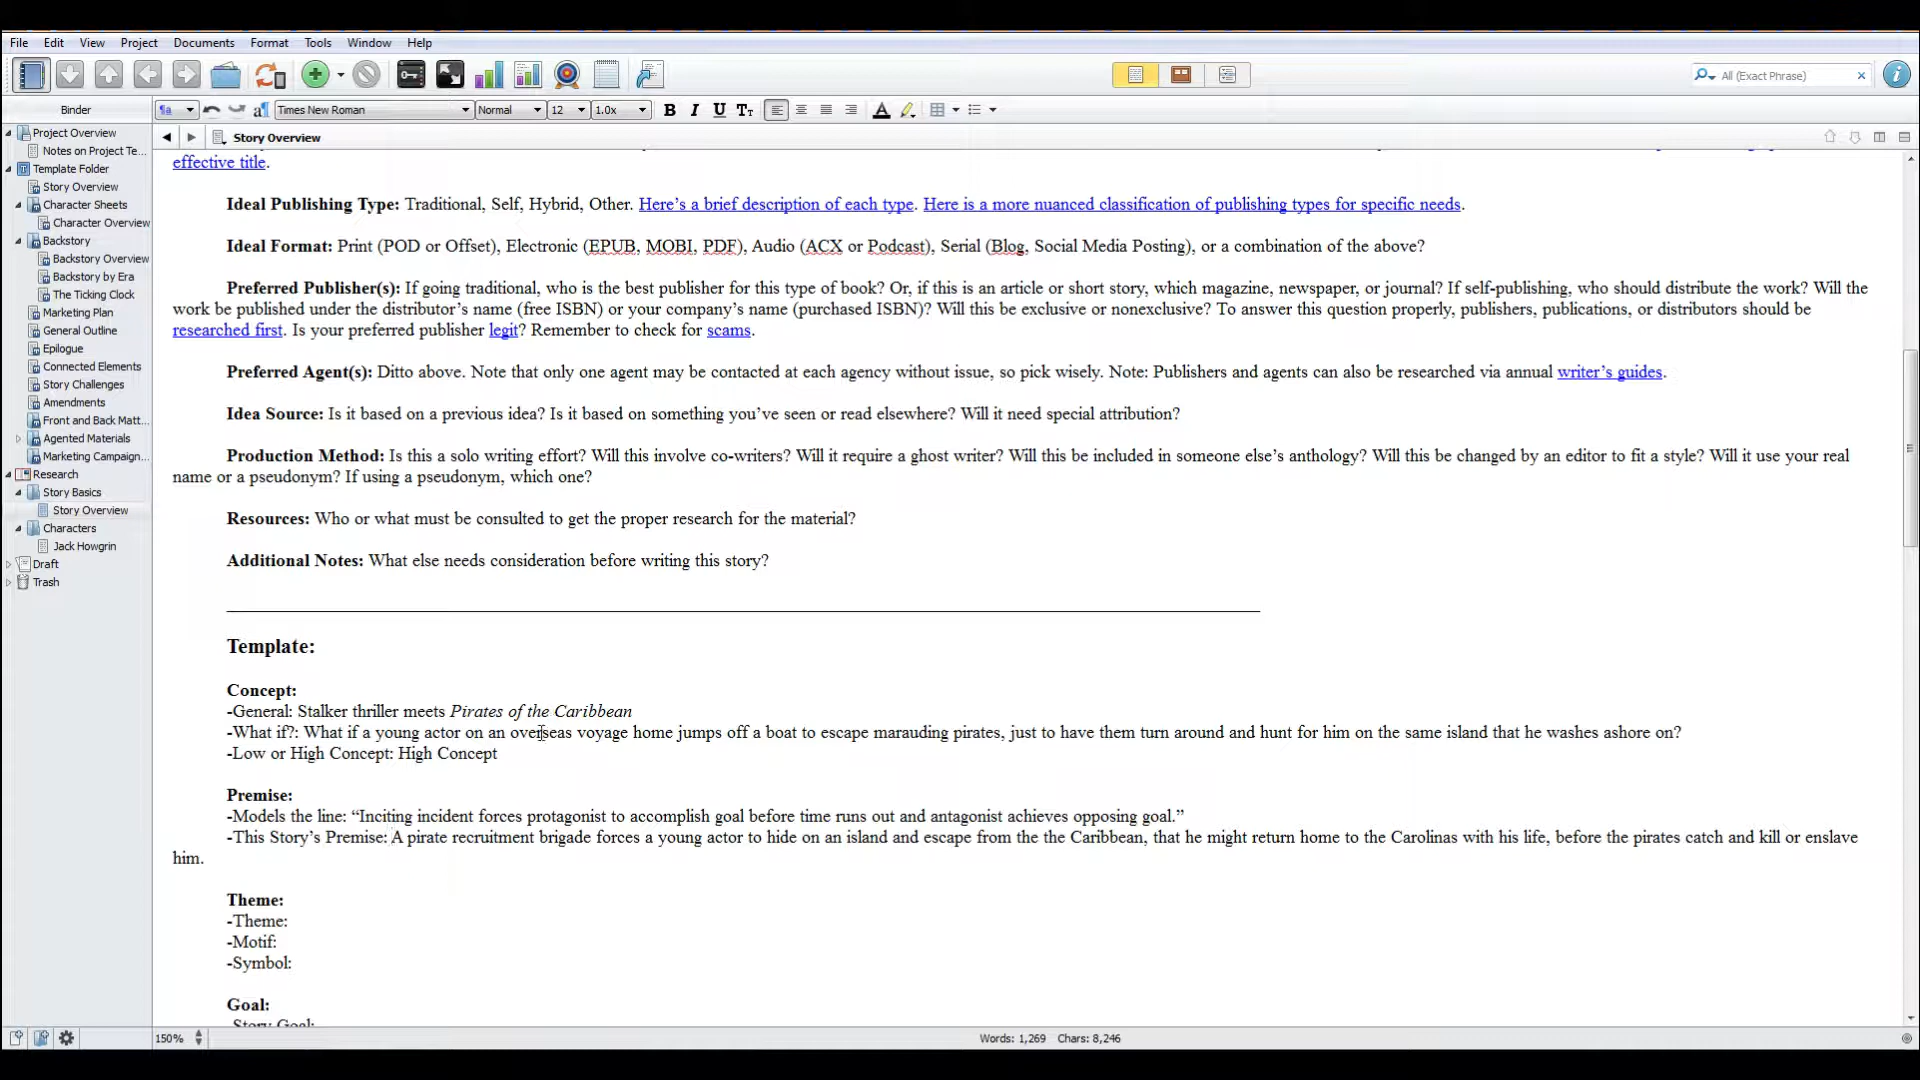 File Edit View Project Documents Format Tools Window Help
All (Exact Phrase)
Binder
Times New Roman Normal 12 1.0x B I U
Story Overview
Project Overview
Notes on Project Te...
Template Folder
Story Overview
Character Sheets
Character Overview
Backstory
Backstory Overview
Backstory by Era
The Ticking Clock
Marketing Plan
General Outline
Epilogue
Connected Elements
Story Challenges
Amendments
Front and Back Matt...
Agented Materials
Marketing Campaign...
Research
Story Basics
Story Overview
Characters
Jack Howgrin
Draft
Trash
effective title.
Ideal Publishing Type: Traditional, Self, Hybrid, Other. Here's a brief description of each type. Here is a more nuanced classification of publishing types for specific needs.
Ideal Format: Print (POD or Offset), Electronic (EPUB, MOBI, PDF), Audio (ACX or Podcast), Serial (Blog, Social Media Posting), or a combination of the above?
Preferred Publisher(s): If going traditional, who is the best publisher for this type of book? Or, if this is an article or short story, which magazine, newspaper, or journal? If self-publishing, who should distribute the work? Will the
work be published under the distributor's name (free ISBN) or your company's name (purchased ISBN)? Will this be exclusive or nonexclusive? To answer this question properly, publishers, publications, or distributors should be
researched first. Is your preferred publisher legit? Remember to check for scams.
Preferred Agent(s): Ditto above. Note that only one agent may be contacted at each agency without issue, so pick wisely. Note: Publishers and agents can also be researched via annual writer's guides.
Idea Source: Is it based on a previous idea? Is it based on something you've seen or read elsewhere? Will it need special attribution?
Production Method: Is this a solo writing effort? Will this involve co-writers? Will it require a ghost writer? Will this be included in someone else's anthology? Will this be changed by an editor to fit a style? Will it use your real
name or a pseudonym? If using a pseudonym, which one?
Resources: Who or what must be consulted to get the proper research for the material?
Additional Notes: What else needs consideration before writing this story?
Template:
Concept:
-General: Stalker thriller meets Pirates of the Caribbean
-What if?: What if a young actor on an overseas voyage home jumps off a boat to escape marauding pirates, just to have them turn around and hunt for him on the same island that he washes ashore on?
-Low or High Concept: High Concept
Premise:
-Models the line: “Inciting incident forces protagonist to accomplish goal before time runs out and antagonist achieves opposing goal.”
-This Story's Premise: A pirate recruitment brigade forces a young actor to hide on an island and escape from the the Caribbean, that he might return home to the Carolinas with his life, before the pirates catch and kill or enslave
him.
Theme:
-Theme:
-Motif:
-Symbol:
Goal:
-Story Goal:
150% Words: 1,269 Chars: 8,246